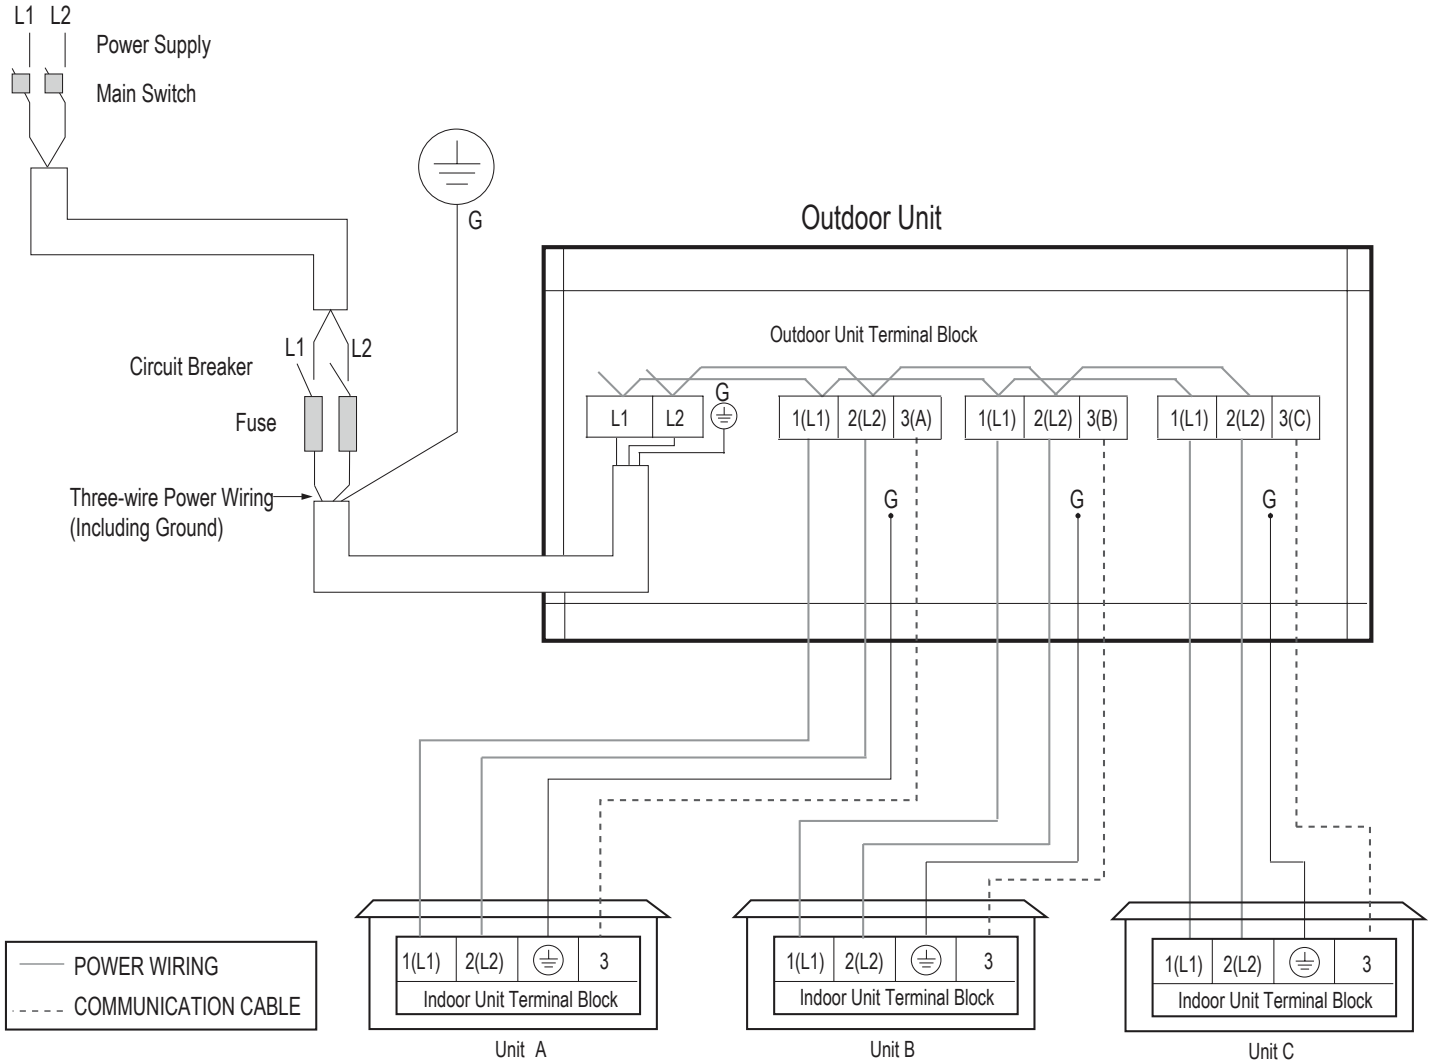 L1 L2
Power Supply
Main Switch
G
Outdoor Unit
Outdoor Unit Terminal Block
L1 L2
Circuit Breaker
Fuse
Three-wire Power Wiring
(Including Ground)
G
L1 L2
1(L1) 2(L2) 3(A)
1(L1) 2(L2) 3(B)
1(L1) 2(L2) 3(C)
G
G
G
1(L1) 2(L2) 3
Indoor Unit Terminal Block
Unit A
1(L1) 2(L2) 3
Indoor Unit Terminal Block
Unit B
1(L1) 2(L2) 3
Indoor Unit Terminal Block
Unit C
POWER WIRING
COMMUNICATION CABLE